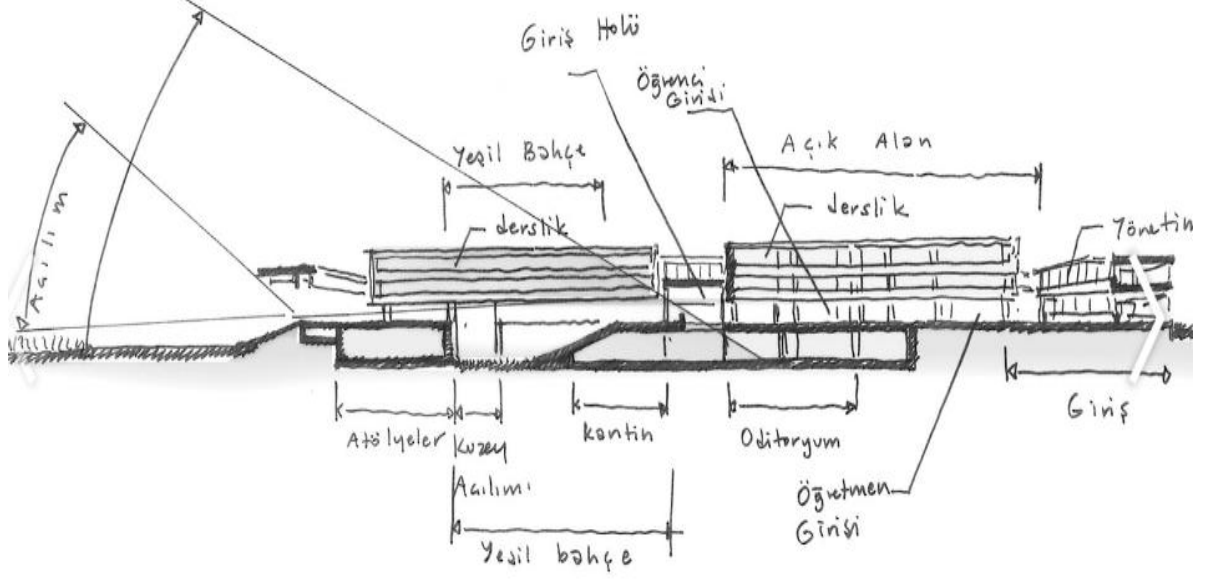 Giriş Holü
Öğrenci
Girişi
Açık Alan
Yeşil Bahçe
Açılım
derslik
derslik
Yönetim
Atölyeler
Kuzey
Açılımı
Kantin
Oditoryum
Giriş
Öğretmen
Girişi
Yeşil bahçe